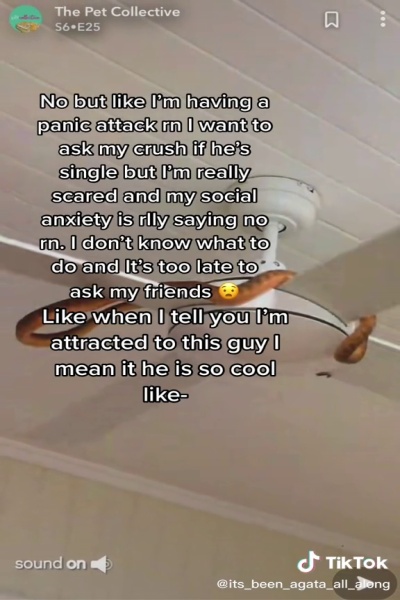 The Pet Collective
S6•E25
No but like I'm having a
panic attack rn I want to
ask my crush if he's
single but I'm really
scared and my social
anxiety is rlly saying no
rn. I don't know what to
do and It's too late to
ask my friends 😟
Like when I tell you I'm
attracted to this guy I
mean it he is so cool
like-
sound on
TikTok
@its_been_agata_all_along